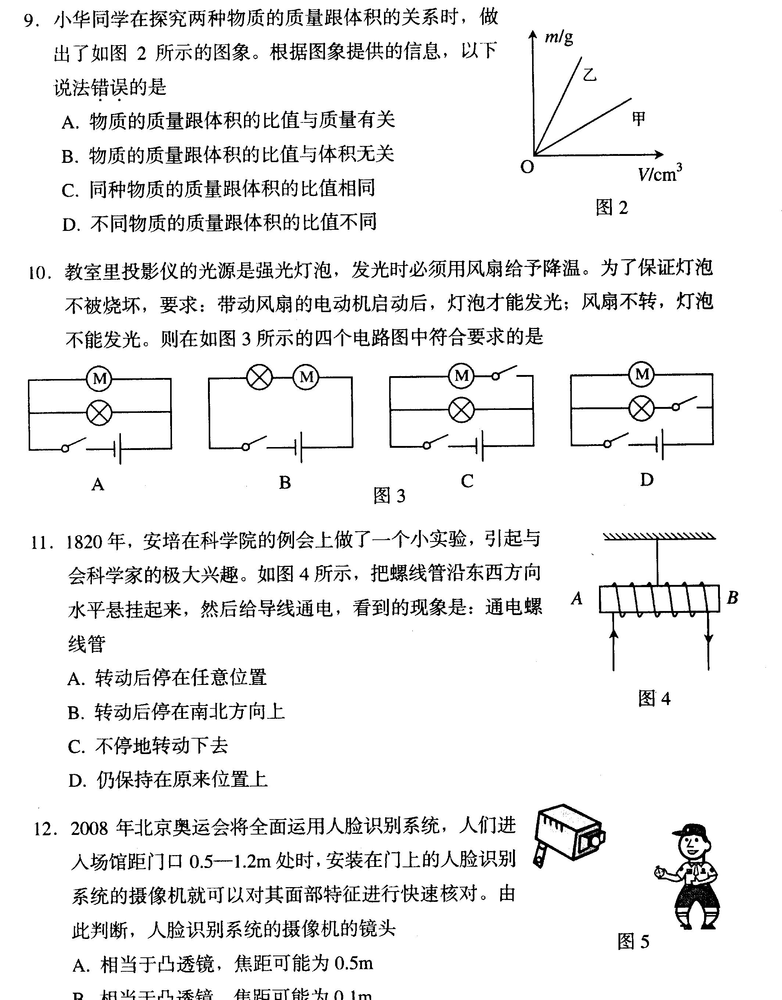 9. 小华同学在探究两种物质的质量跟体积的关系时，做
出了如图 2 所示的图象。根据图象提供的信息，以下
说法错误的是
A. 物质的质量跟体积的比值与质量有关
B. 物质的质量跟体积的比值与体积无关
C. 同种物质的质量跟体积的比值相同
D. 不同物质的质量跟体积的比值不同
m/g
乙
甲
O
V/cm³
图 2
10. 教室里投影仪的光源是强光灯泡，发光时必须用风扇给予降温。为了保证灯泡
不被烧坏，要求：带动风扇的电动机启动后，灯泡才能发光；风扇不转，灯泡
不能发光。则在如图 3 所示的四个电路图中符合要求的是
M M M M
A B C D
图 3
11. 1820 年，安培在科学院的例会上做了一个小实验，引起与
会科学家的极大兴趣。如图 4 所示，把螺线管沿东西方向
水平悬挂起来，然后给导线通电，看到的现象是：通电螺
线管
A. 转动后停在任意位置
B. 转动后停在南北方向上
C. 不停地转动下去
D. 仍保持在原来位置上
A B
图 4
12. 2008 年北京奥运会将全面运用人脸识别系统，人们进
入场馆距门口 0.5—1.2m 处时，安装在门上的人脸识别
系统的摄像机就可以对其面部特征进行快速核对。由
此判断，人脸识别系统的摄像机的镜头
A. 相当于凸透镜，焦距可能为 0.5m
B. 相当于凸透镜，焦距可能为 0.1m
图 5